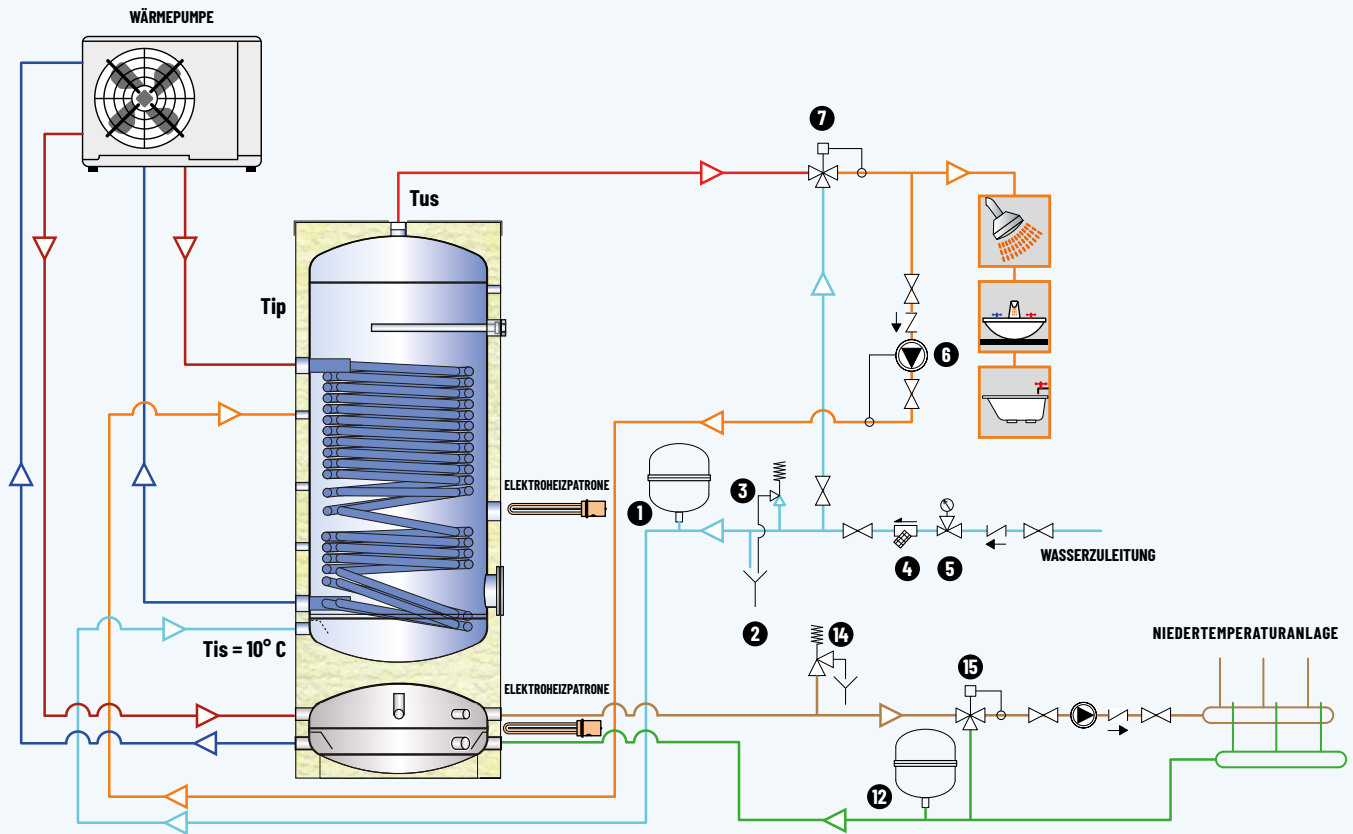 WÄRMEPUMPE
7
Tus
Tip
6
ELEKTROHEIZPATRONE
3
1
WASSERZULEITUNG
4
5
2
14
NIEDERTEMPERATURANLAGE
Tis = 10° C
15
ELEKTROHEIZPATRONE
12